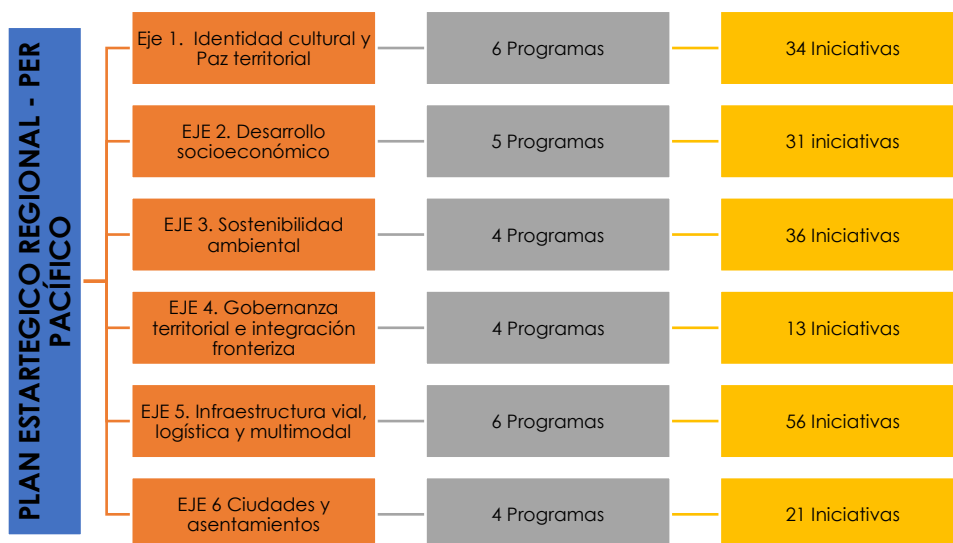 PLAN ESTARTEGICO REGIONAL - PER
PACÍFICO
Eje 1. Identidad cultural y
Paz territorial
6 Programas
34 Iniciativas
EJE 2. Desarrollo
socioeconómico
5 Programas
31 iniciativas
EJE 3. Sostenibilidad
ambiental
4 Programas
36 Iniciativas
EJE 4. Gobernanza
territorial e integración
fronteriza
4 Programas
13 Iniciativas
EJE 5. Infraestructura vial,
logística y multimodal
6 Programas
56 Iniciativas
EJE 6 Ciudades y
asentamientos
4 Programas
21 Iniciativas